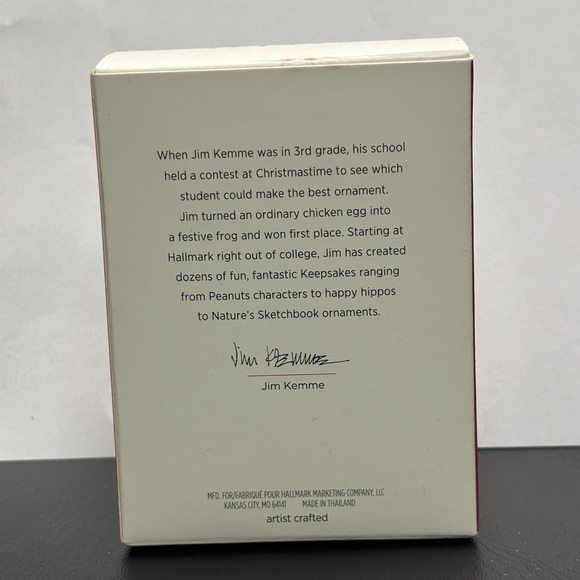 When Jim Kemme was in 3rd grade, his school
held a contest at Christmastime to see which
student could make the best ornament.
Jim turned an ordinary chicken egg into
a festive frog and won first place. Starting at
Hallmark right out of college, Jim has created
dozens of fun, fantastic Keepsakes ranging
from Peanuts characters to happy hippos
to Nature's Sketchbook ornaments.
Jim Kemme
Jim Kemme
MFD. FOR/FABRIQUÉ POUR HALLMARK MARKETING COMPANY, LLC
KANSAS CITY, MO 64141 MADE IN THAILAND
artist crafted